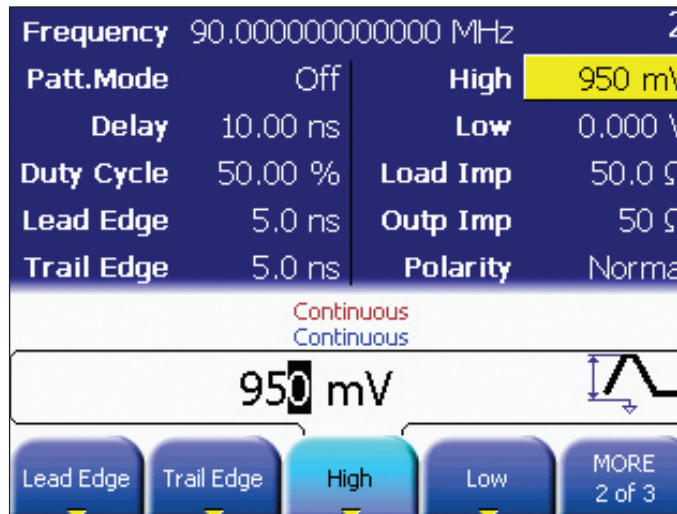 Frequency 90.000000000000 MHz 2
Patt.Mode Off High 950 mV
Delay 10.00 ns Low 0.000 V
Duty Cycle 50.00 % Load Imp 50.0 Ω
Lead Edge 5.0 ns Outp Imp 50 Ω
Trail Edge 5.0 ns Polarity Norma
Continuous
Continuous
950 mV
Lead Edge Trail Edge High Low MORE
2 of 3